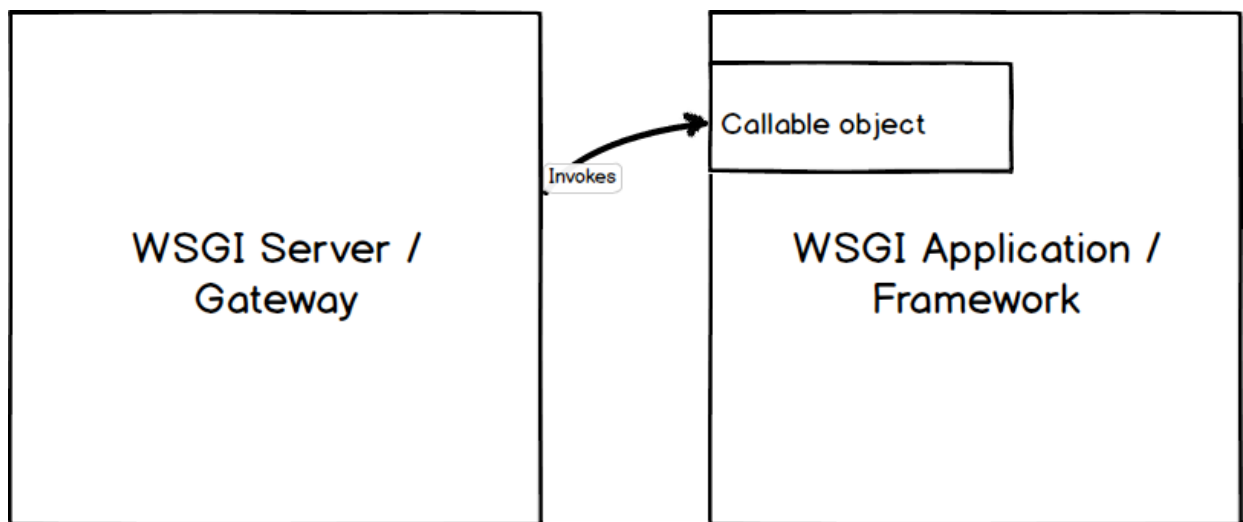 Callable object
Invokes
WSGI Server /
Gateway
WSGI Application /
Framework